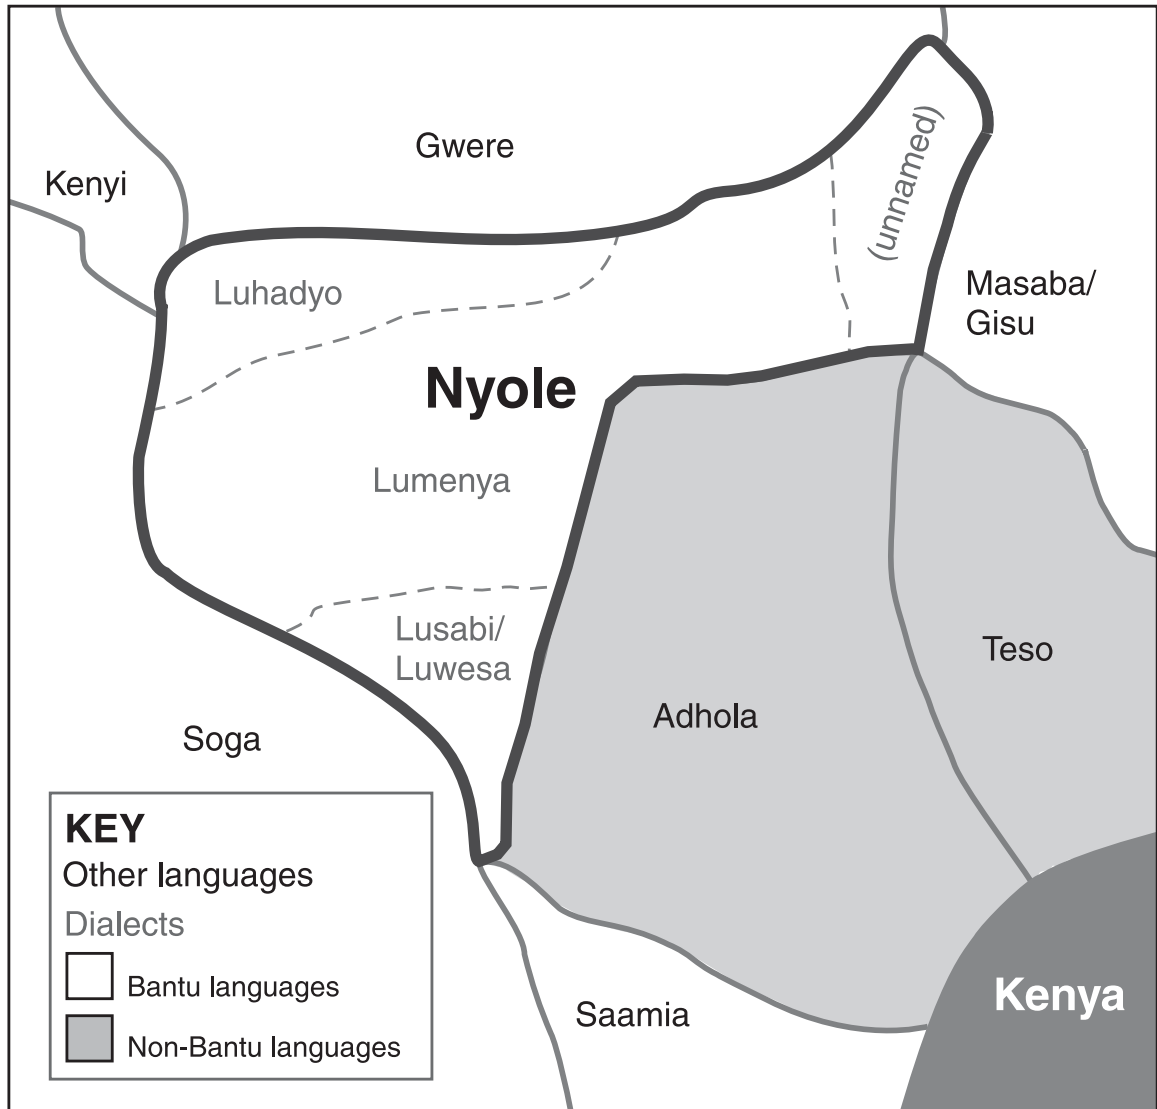 Gwere
Kenyi
(unnamed)
Luhadyo
Masaba/
Gisu
Nyole
Lumenya
Lusabi/
Luwesa
Teso
Adhola
Soga
KEY
Other languages
Dialects
Bantu languages
Non-Bantu languages
Kenya
Saamia